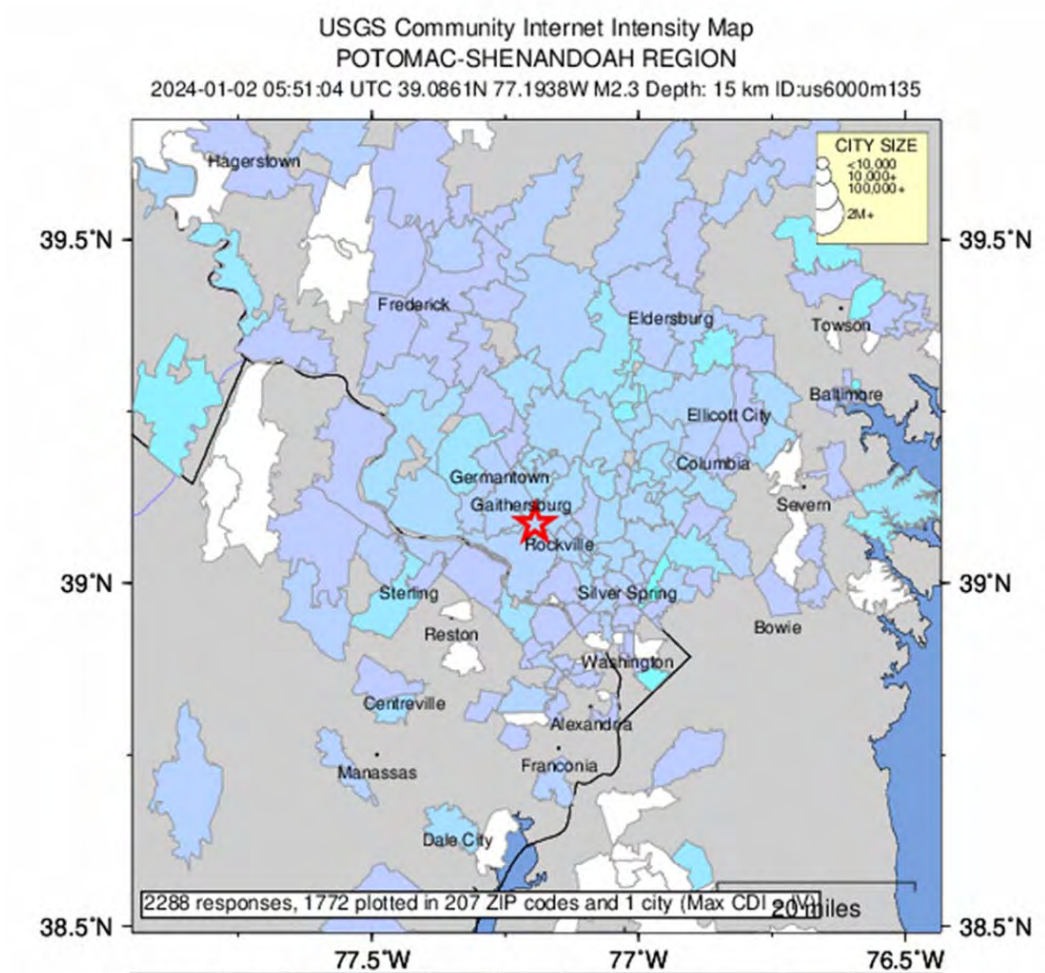 USGS Community Internet Intensity Map
POTOMAC-SHENANDOAH REGION
2024-01-02 05:51:04 UTC 39.0861N 77.1938W M2.3 Depth: 15 km ID:us6000m135
CITY SIZE
<10,000
10,000+
100,000+
2M+
Hagerstown
39.5°N
39.5°N
Frederick
Eldersburg
Towson
Baltimore
Ellicott City
Columbia
Germantown
Gaithersburg
Severn
Rockville
39°N
39°N
Sterling
Silver Spring
Reston
Bowie
Washington
Centreville
Alexandria
Franconia
Manassas
Dale City
2288 responses, 1772 plotted in 207 ZIP codes and 1 city (Max CDI = IV)
20 miles
38.5°N
38.5°N
77.5°W
77°W
76.5°W